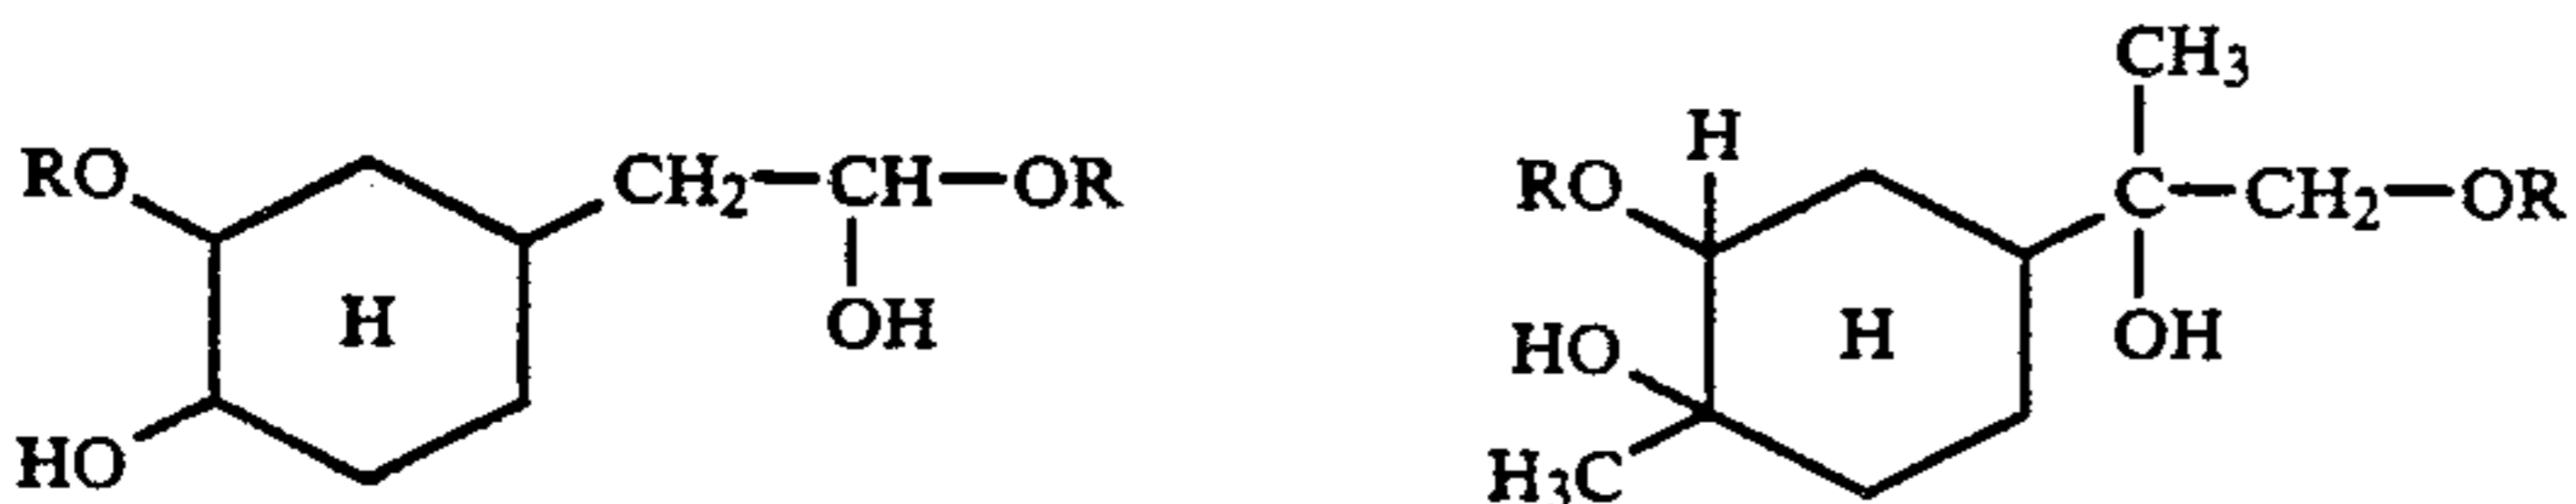 RO CH₂—CH—OR
H
OH
HO
CH₃
H
RO C—CH₂—OR
HO H OH
H₃C